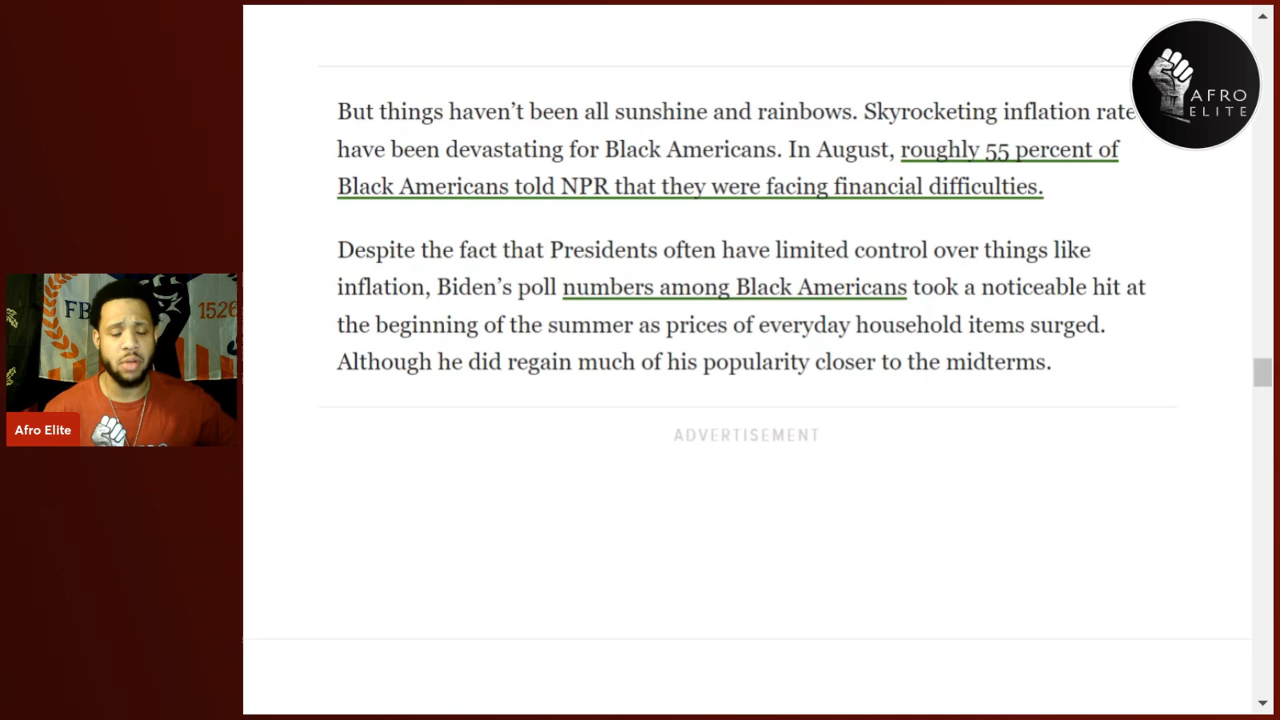 But things haven’t been all sunshine and rainbows. Skyrocketing inflation rate
have been devastating for Black Americans. In August, roughly 55 percent of
Black Americans told NPR that they were facing financial difficulties.
Despite the fact that Presidents often have limited control over things like
inflation, Biden’s poll numbers among Black Americans took a noticeable hit at
the beginning of the summer as prices of everyday household items surged.
Although he did regain much of his popularity closer to the midterms.
ADVERTISEMENT
AFRO
ELITE
FB
1526
Afro Elite